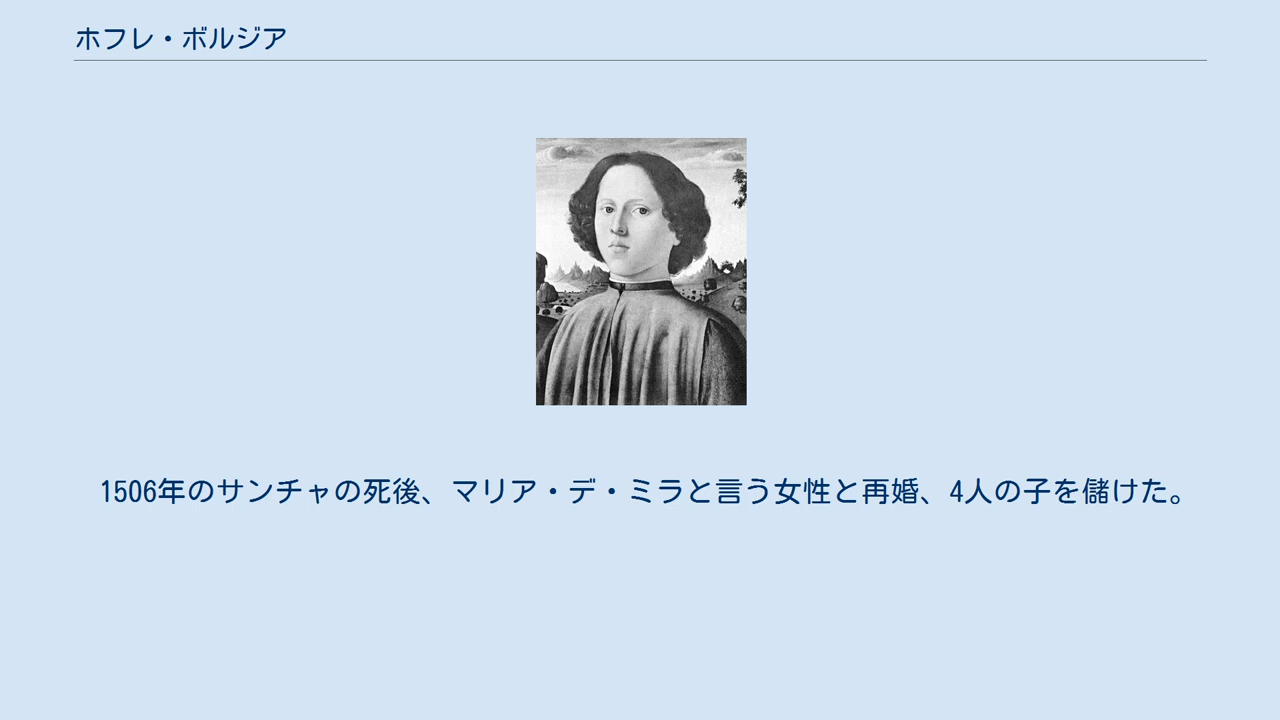 ホフレ・ボルジア
1506年のサンチャの死後、マリア・デ・ミラと言う女性と再婚、4人の子を儲けた。